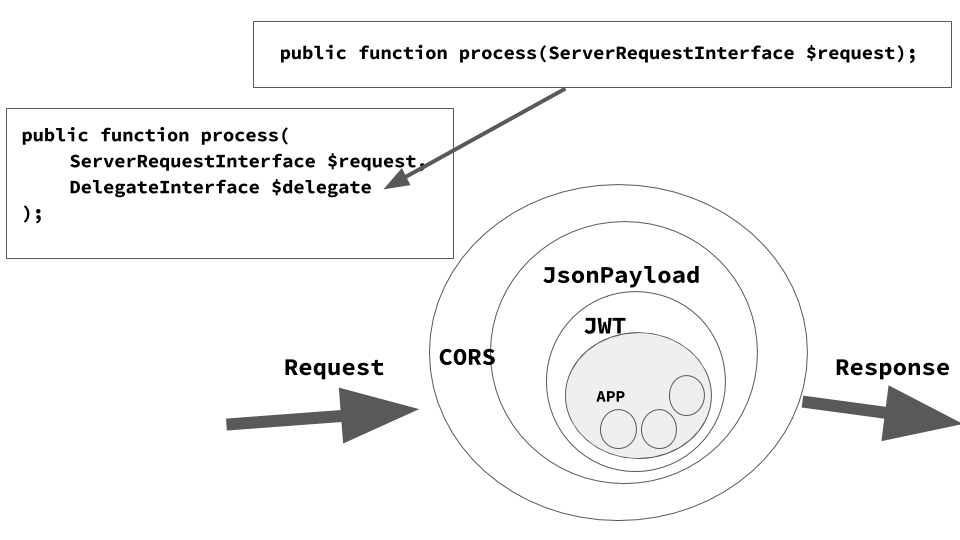 public function process(ServerRequestInterface $request);
public function process(
ServerRequestInterface $request,
DelegateInterface $delegate
);
JsonPayload
JWT
CORS
Request
Response
APP